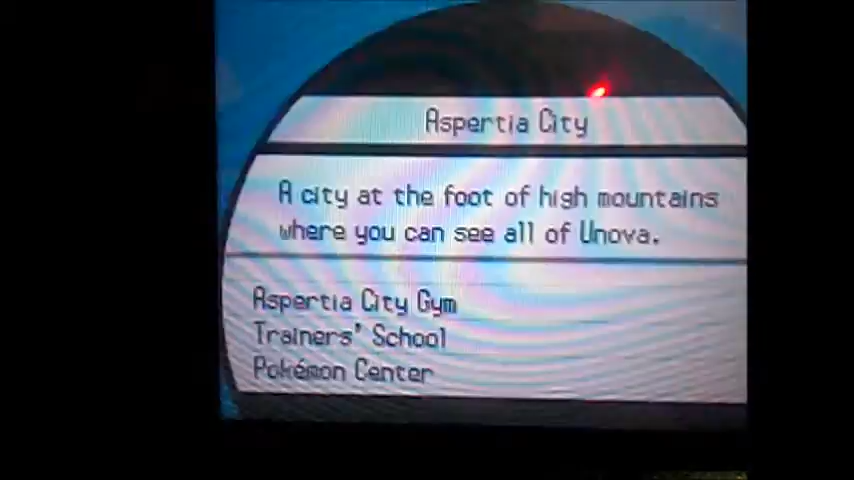 Aspertia City
A city at the foot of high mountains
where you can see all of Unova.
Aspertia City Gym
Trainers' School
Pokémon Center